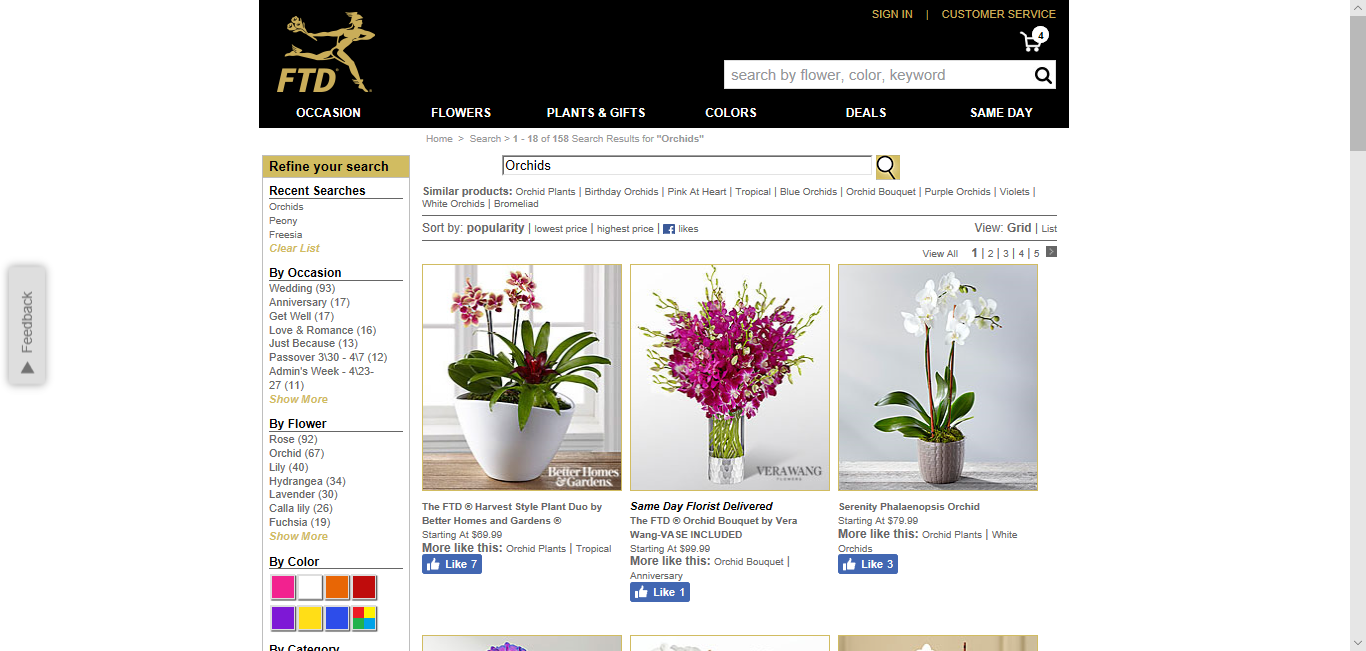 SIGN IN | CUSTOMER SERVICE
4
FTD
search by flower, color, keyword
OCCASION FLOWERS PLANTS & GIFTS COLORS DEALS SAME DAY
Home > Search > 1 - 18 of 158 Search Results for "Orchids"
Refine your search
Recent Searches
Orchids
Peony
Freesia
Clear List
By Occasion
Wedding (93)
Anniversary (17)
Get Well (17)
Love & Romance (16)
Just Because (13)
Passover 3\30 - 4\7 (12)
Admin's Week - 4\23-
27 (11)
Show More
By Flower
Rose (92)
Orchid (67)
Lily (40)
Hydrangea (34)
Lavender (30)
Calla lily (26)
Fuchsia (19)
Show More
By Color
By Category
Feedback
Orchids
Similar products: Orchid Plants | Birthday Orchids | Pink At Heart | Tropical | Blue Orchids | Orchid Bouquet | Purple Orchids | Violets |
White Orchids | Bromeliad
Sort by: popularity | lowest price | highest price | f likes
View: Grid | List
View All 1 | 2 | 3 | 4 | 5 >
Better Homes
& Gardens.
The FTD ® Harvest Style Plant Duo by
Better Homes and Gardens ®
Starting At $69.99
More like this: Orchid Plants | Tropical
Like 7
VERAWANG
FLOWERS
Same Day Florist Delivered
The FTD ® Orchid Bouquet by Vera
Wang-VASE INCLUDED
Starting At $99.99
More like this: Orchid Bouquet |
Anniversary
Like 1
Serenity Phalaenopsis Orchid
Starting At $79.99
More like this: Orchid Plants | White
Orchids
Like 3